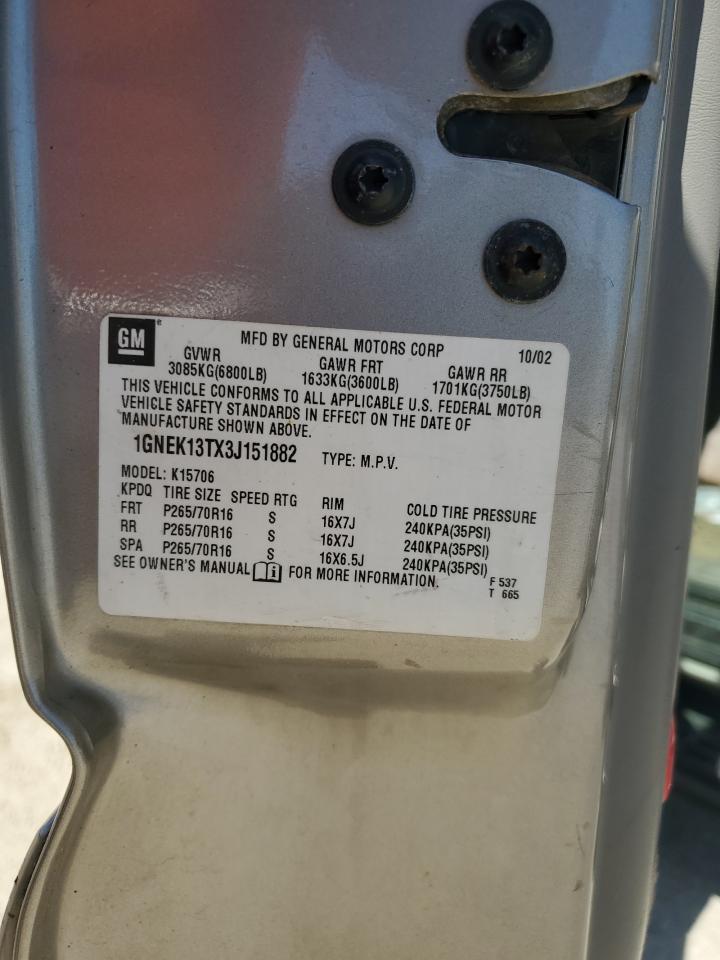 GM
MFD BY GENERAL MOTORS CORP 10/02
GVWR GAWR FRT GAWR RR
3085KG(6800LB) 1633KG(3600LB) 1701KG(3750LB)
THIS VEHICLE CONFORMS TO ALL APPLICABLE U.S. FEDERAL MOTOR
VEHICLE SAFETY STANDARDS IN EFFECT ON THE DATE OF
MANUFACTURE SHOWN ABOVE.
1GNEK13TX3J151882 TYPE: M.P.V.
MODEL: K15706
KPDQ TIRE SIZE SPEED RTG RIM COLD TIRE PRESSURE
FRT P265/70R16 S 16X7J 240KPA(35PSI)
RR P265/70R16 S 16X7J 240KPA(35PSI)
SPA P265/70R16 S 16X6.5J 240KPA(35PSI)
SEE OWNER'S MANUAL i FOR MORE INFORMATION.
F 537
T 665